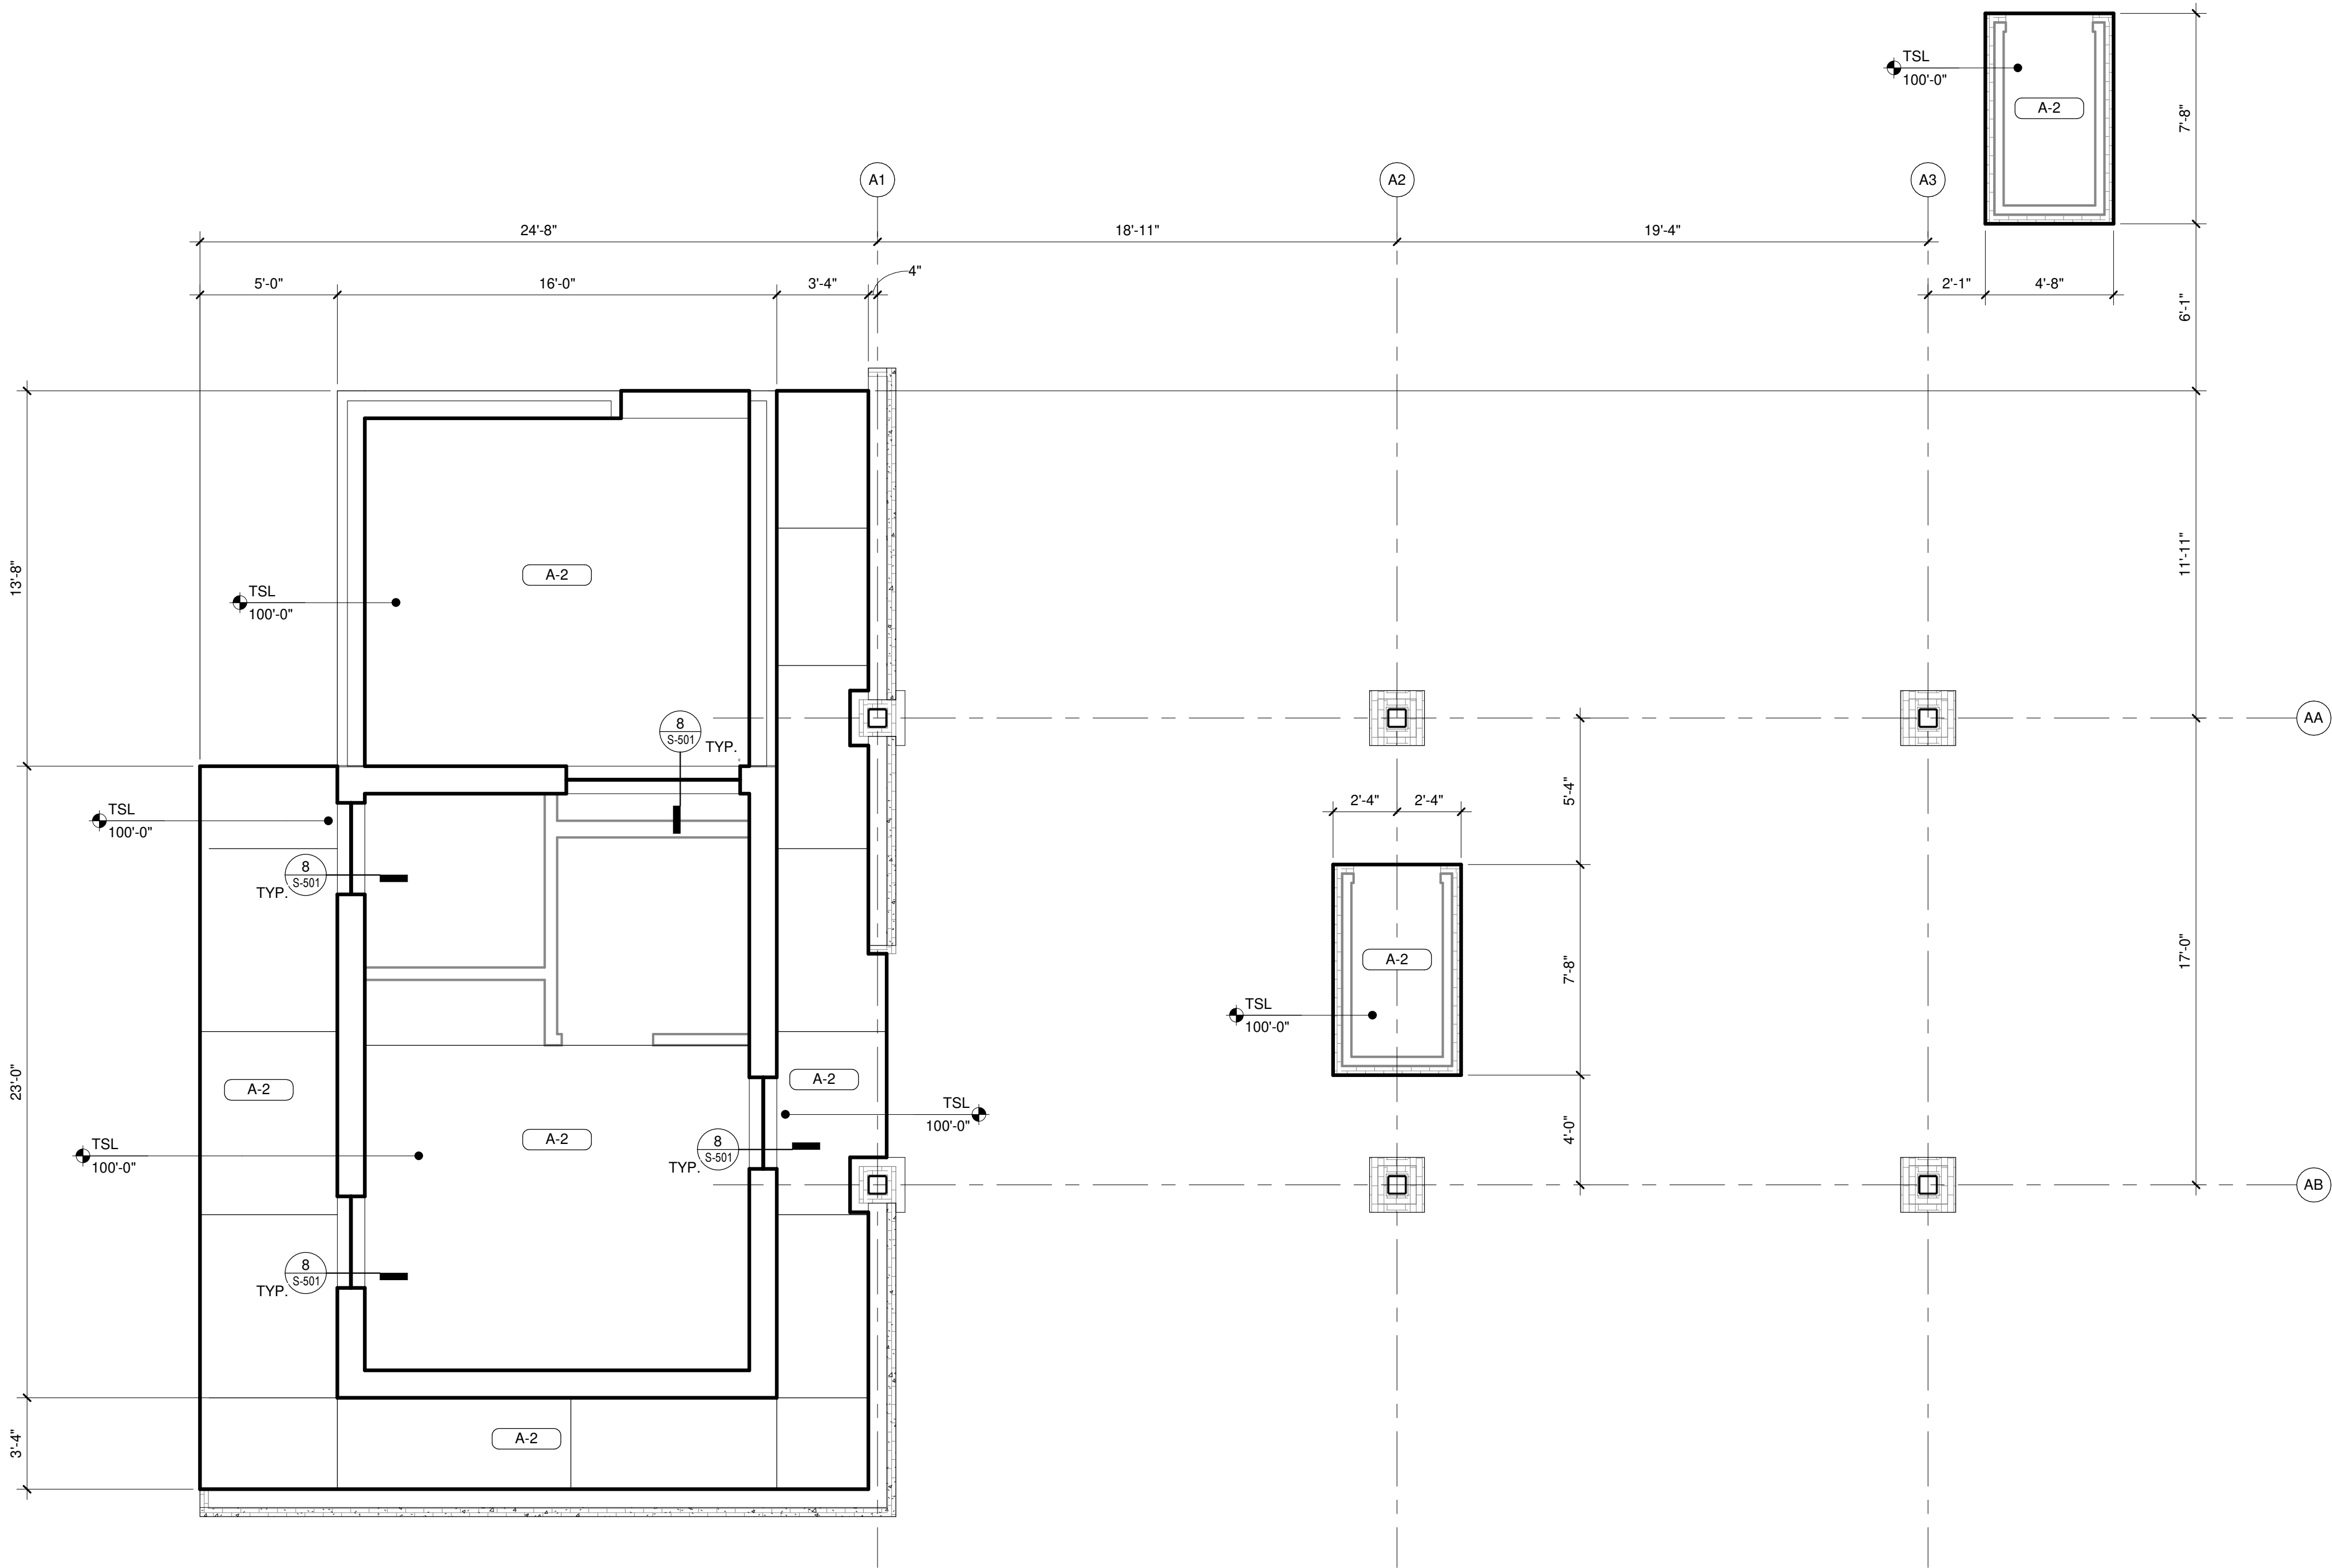 TSL
100'-0"
A-2
7'-8"
A1
A2
A3
24'-8"
18'-11"
19'-4"
4"
5'-0"
16'-0"
3'-4"
2'-1"
4'-8"
6'-1"
13'-8"
A-2
TSL
100'-0"
11'-11"
8
S-501
TYP.
AA
TSL
100'-0"
5'-4"
2'-4"
2'-4"
8
S-501
TYP.
A-2
7'-8"
17'-0"
TSL
100'-0"
23'-0"
A-2
A-2
TSL
100'-0"
A-2
8
S-501
TYP.
TSL
100'-0"
4'-0"
AB
8
S-501
TYP.
3'-4"
A-2